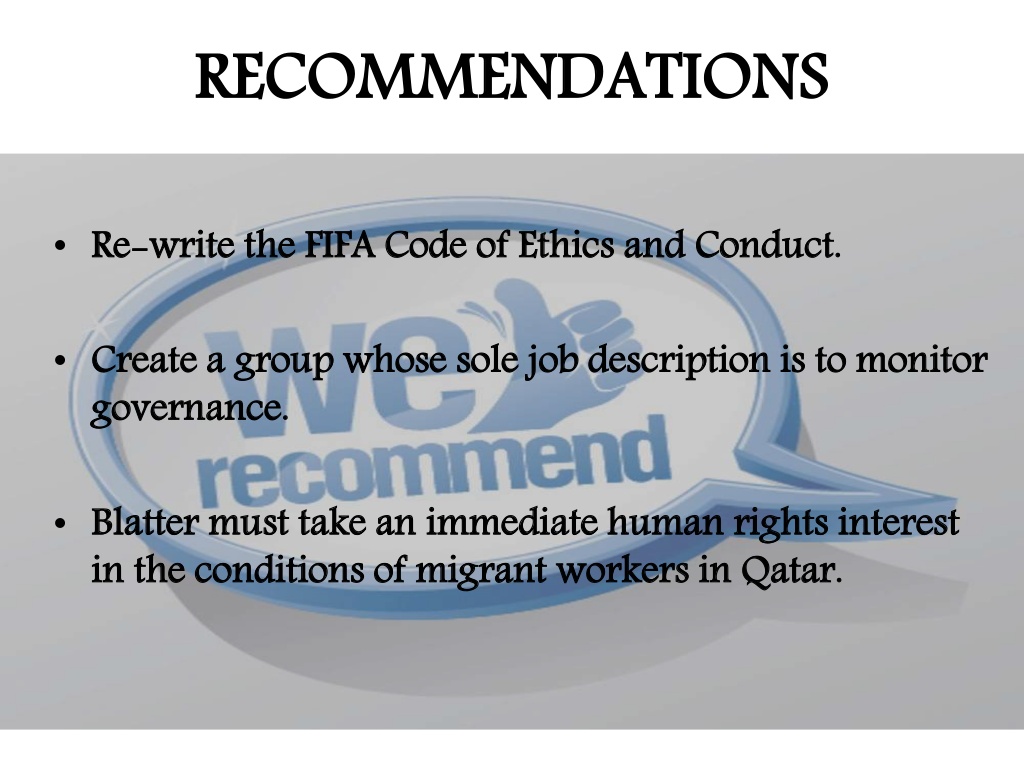 RECOMMENDATIONS
• Re-write the FIFA Code of Ethics and Conduct.
we
• Create a group whose sole job description is to monitor
governance.
recommend
• Blatter must take an immediate human rights interest
in the conditions of migrant workers in Qatar.